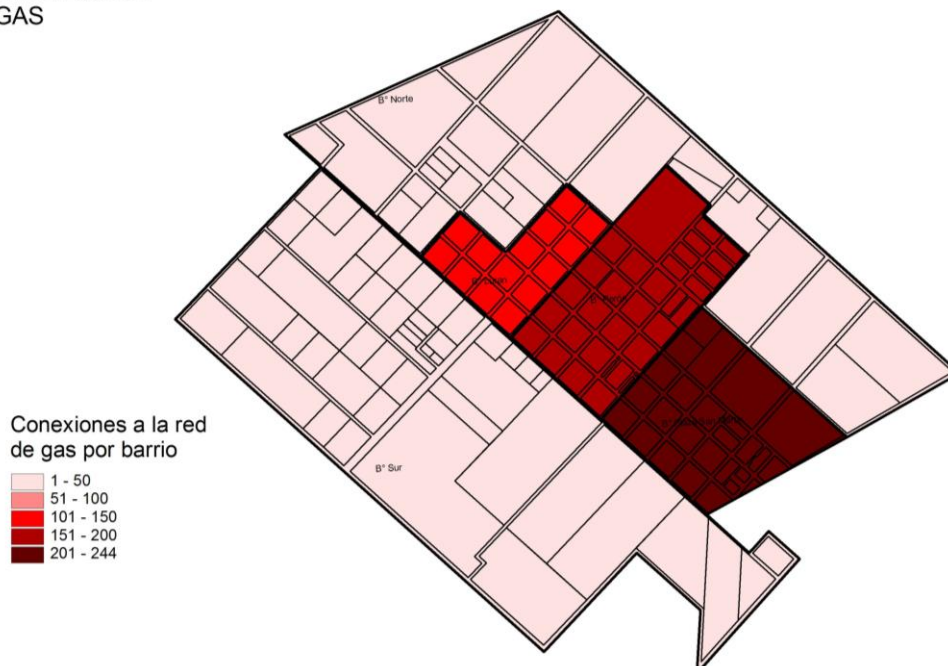 GAS
B° Norte
B° Sur
Conexiones a la red
de gas por barrio
1 - 50
51 - 100
101 - 150
151 - 200
201 - 244